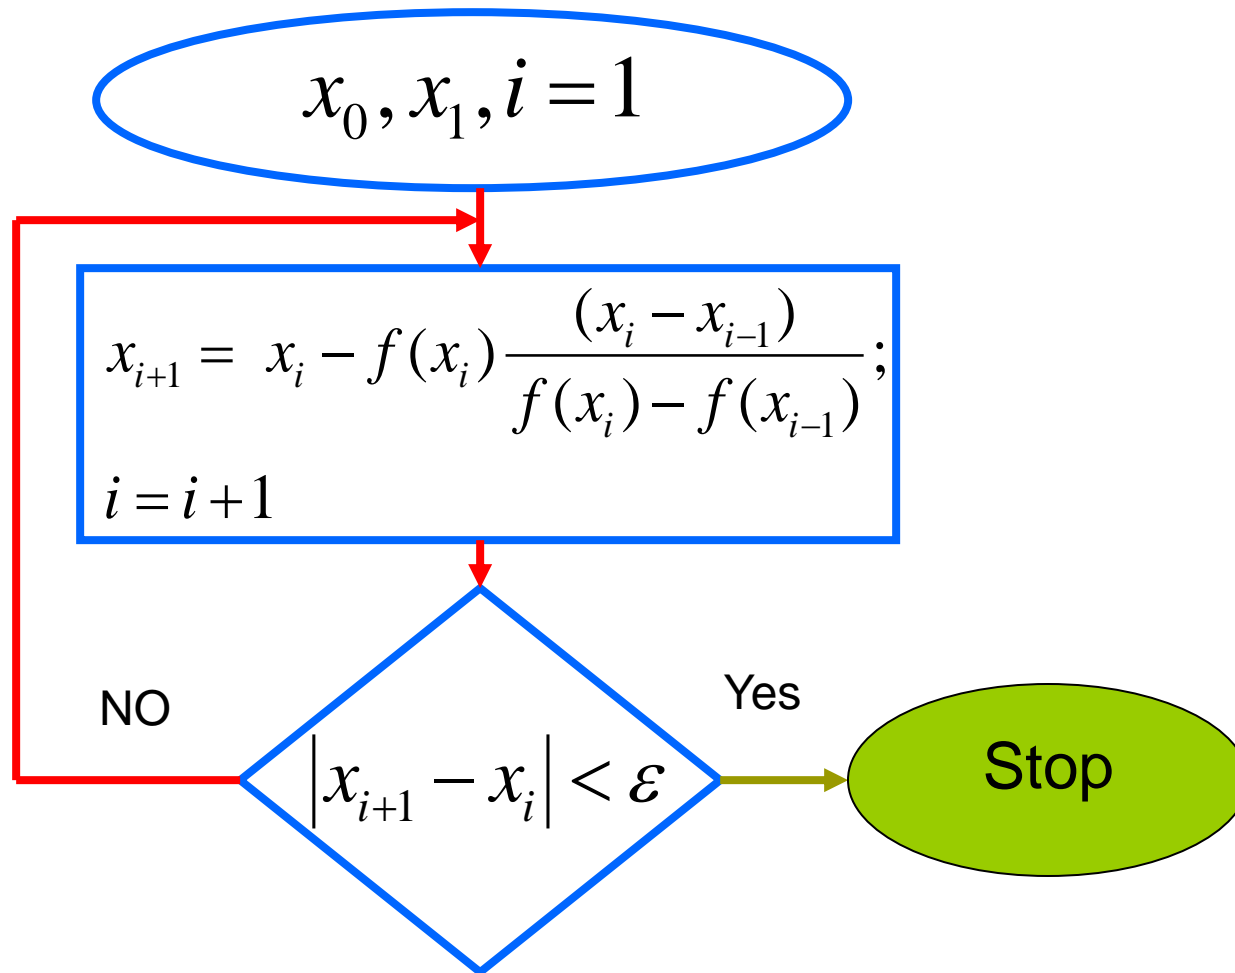 x_0, x_1, i = 1
x_{i+1} = x_i − f(x_i) \frac{(x_i − x_{i−1})}{f(x_i) − f(x_{i−1})};
i = i + 1
NO
Yes
|x_{i+1} − x_i| < ε
Stop